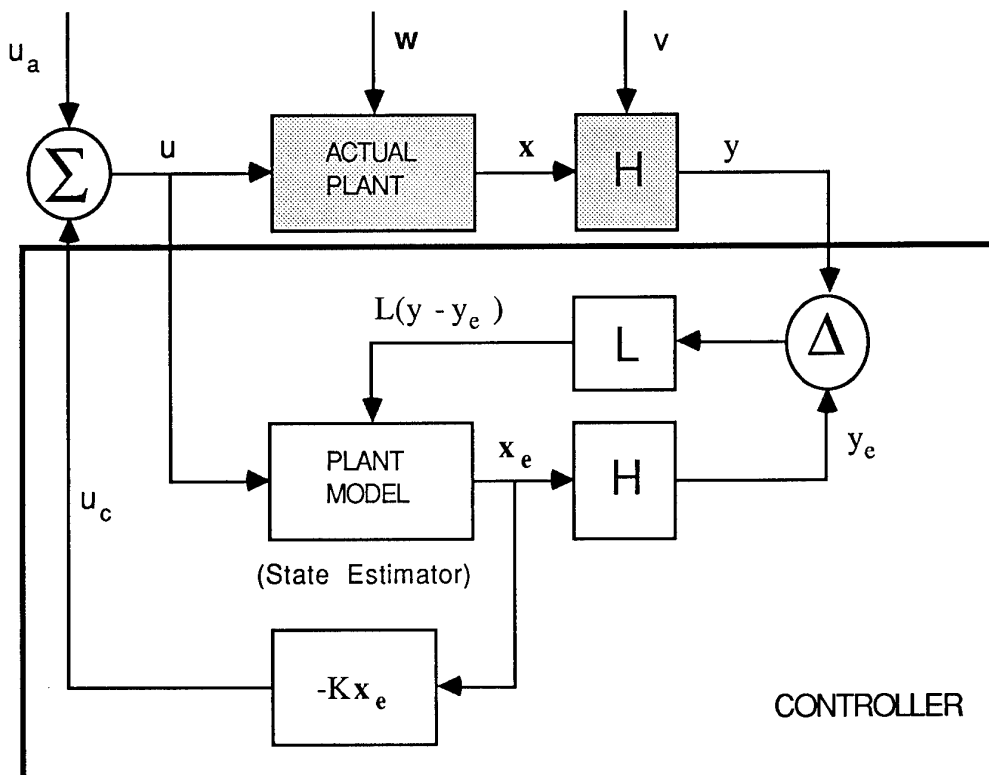 u_a
w
v
Σ
u
ACTUAL
PLANT
x
H
y
L(y - y_e )
L
Δ
PLANT
MODEL
x_e
H
y_e
u_c
(State Estimator)
-Kx_e
CONTROLLER